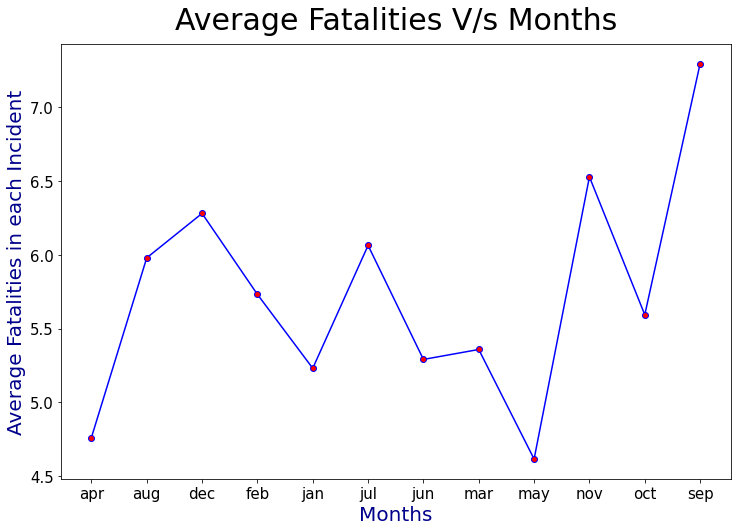 Average Fatalities V/s Months
Average Fatalities in each Incident
7.0
6.5
6.0
5.5
5.0
4.5
apr aug dec feb jan jul jun mar may nov oct sep
Months